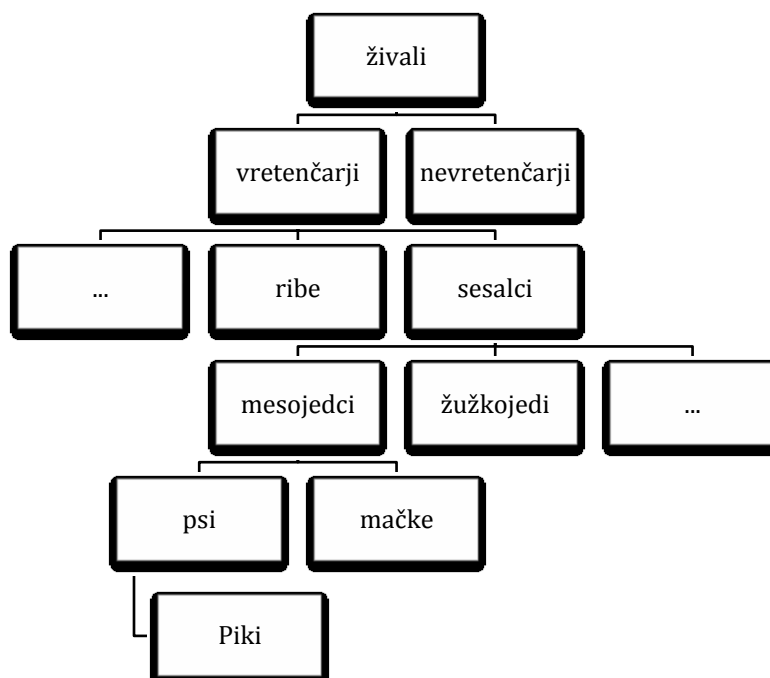 živali
vretenčarji
nevretenčarji
...
ribe
sesalci
mesojedci
žužkojedi
...
psi
mačke
Piki